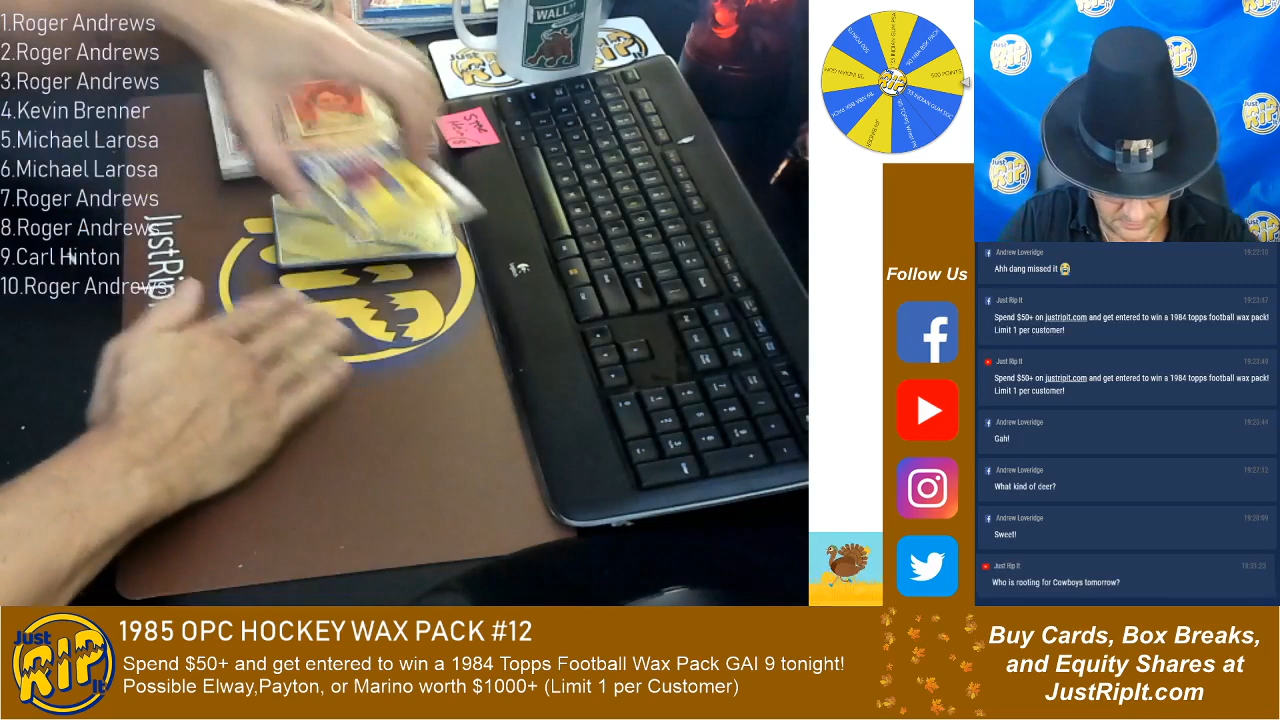 1.Roger Andrews
2.Roger Andrews
3.Roger Andrews
4.Kevin Brenner
5.Michael Larosa
6.Michael Larosa
7.Roger Andrews
8.Roger Andrews
9.Carl Hinton
10.Roger Andrews
WALL
JustRipIt
RIP
Follow Us
Andrew Loveridge
Ahh dang missed it
Just Rip It
Spend $50+ on justripit.com and get entered to win a 1984 topps football wax pack!
Limit 1 per customer!
Just Rip It
Spend $50+ on justripit.com and get entered to win a 1984 topps football wax pack!
Limit 1 per customer!
Andrew Loveridge
Gah!
Andrew Loveridge
What kind of deer?
Andrew Loveridge
Sweet!
Just Rip It
Who is rooting for Cowboys tomorrow?
Just
RIP
It
1985 OPC HOCKEY WAX PACK #12
Spend $50+ and get entered to win a 1984 Topps Football Wax Pack GAI 9 tonight!
Possible Elway,Payton, or Marino worth $1000+ (Limit 1 per Customer)
Buy Cards, Box Breaks,
and Equity Shares at
JustRipIt.com